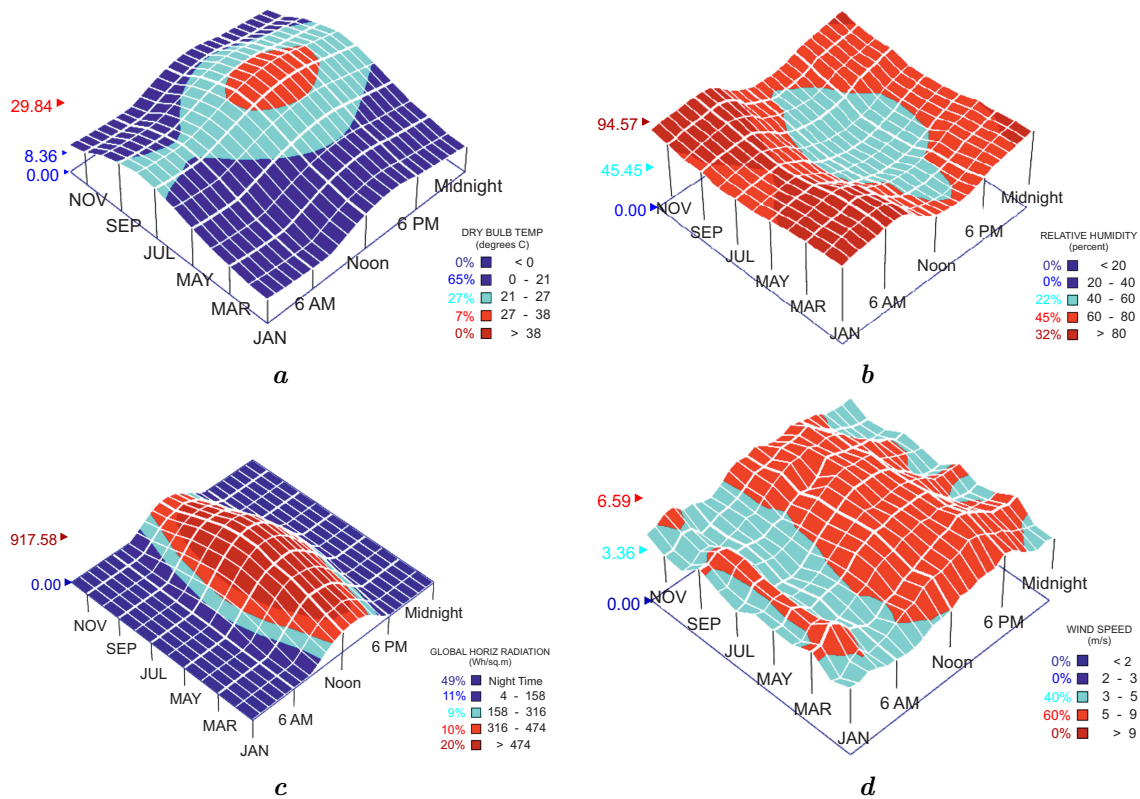 29.84
8.36
0.00
NOV
SEP
JUL
MAY
MAR
JAN
6 AM
Noon
6 PM
Midnight
DRY BULB TEMP
(degrees C)
0% < 0
65% 0 - 21
27% 21 - 27
7% 27 - 38
0% > 38
a
94.57
45.45
0.00
NOV
SEP
JUL
MAY
MAR
JAN
6 AM
Noon
6 PM
Midnight
RELATIVE HUMIDITY
(percent)
0% < 20
0% 20 - 40
22% 40 - 60
45% 60 - 80
32% > 80
b
917.58
0.00
NOV
SEP
JUL
MAY
MAR
JAN
6 AM
Noon
6 PM
Midnight
GLOBAL HORIZ RADIATION
(Wh/sq.m)
49% Night Time
11% 4 - 158
9% 158 - 316
10% 316 - 474
20% > 474
c
6.59
3.36
0.00
NOV
SEP
JUL
MAY
MAR
JAN
6 AM
Noon
6 PM
Midnight
WIND SPEED
(m/s)
0% < 2
0% 2 - 3
40% 3 - 5
60% 5 - 9
0% > 9
d